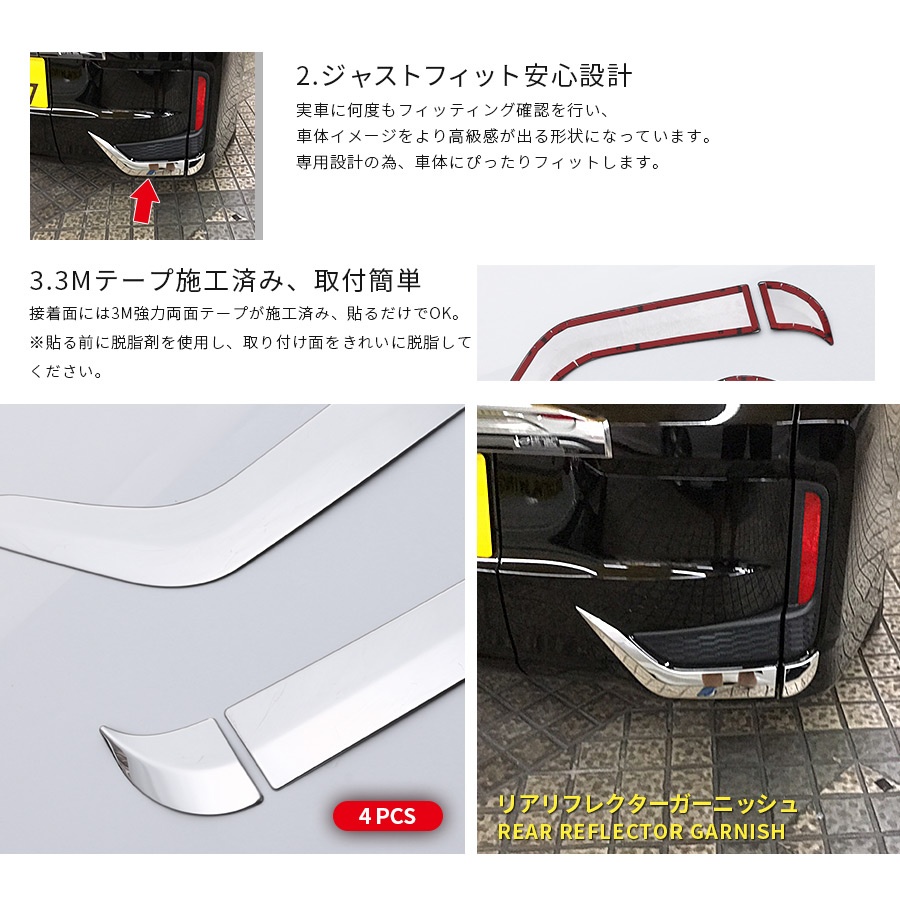 2.ジャストフィット安心設計
実車に何度もフィッティング確認を行い、
車体イメージをより高級感が出る形状になっています。
専用設計の為、車体にぴったりフィットします。
3.3Mテープ施工済み、取付簡単
接着面には3M強力両面テープが施工済み、貼るだけでOK。
※貼る前に脱脂剤を使用し、取り付け面をきれいに脱脂して
ください。
4 PCS
リアリフレクターガーニッシュ
REAR REFLECTOR GARNISH